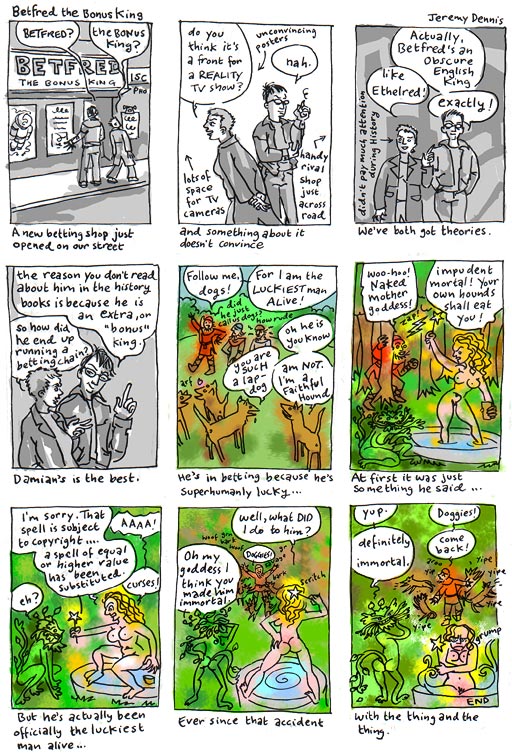 Betfred the Bonus King
Jeremy Dennis
BETFRED?
the BONUS
King?
BETFRED
THE BONUS KING
15C
PHO
A new betting shop just
opened on our street
do you
think it's
a front for
a REALITY
TV show?
unconvincing
posters
nah.
lots of
space
for TV
cameras
handy
rival
shop
just
across
road
and something about it
doesn't convince
Actually,
Betfred's an
Obscure
English
King
like
Ethelred!
exactly!
didn't pay much attention
during History
We've both got theories.
the reason you don't read
about him in the history
books is because he is
an extra, or
"bonus"
king.
so how did
he end up
running a
betting chain?
Damian's is the best.
Follow me,
dogs!
For I am the
LUCKIEST man
ALIVE!
did
he just
call us dogs?
how rude
oh he is
you know
you are
SUCH
a lap-
dog
am NOT.
I'm a
Faithful
Hound
arf
He's in betting because he's
Superhumanly lucky...
Woo-hoo!
Naked
mother
goddess!
impudent
mortal! Your
own hounds
shall eat
you!
zap!
At first it was just
something he said ...
I'm sorry. That
spell is subject
to copyright ....
a spell of equal
or higher value
has been
substituted.
AAAA!
eh?
curses!
But he's actually been
officially the luckiest
man alive...
well, what DID
I do to him?
Oh my
goddess I
think you
made him
immortal.
DOGGIES!
scritch
Ever since that accident
yup.
definitely
immortal.
Doggies!
come
back!
yipe
yipe
yipe
yipe
grump
END
with the thing and the
thing.